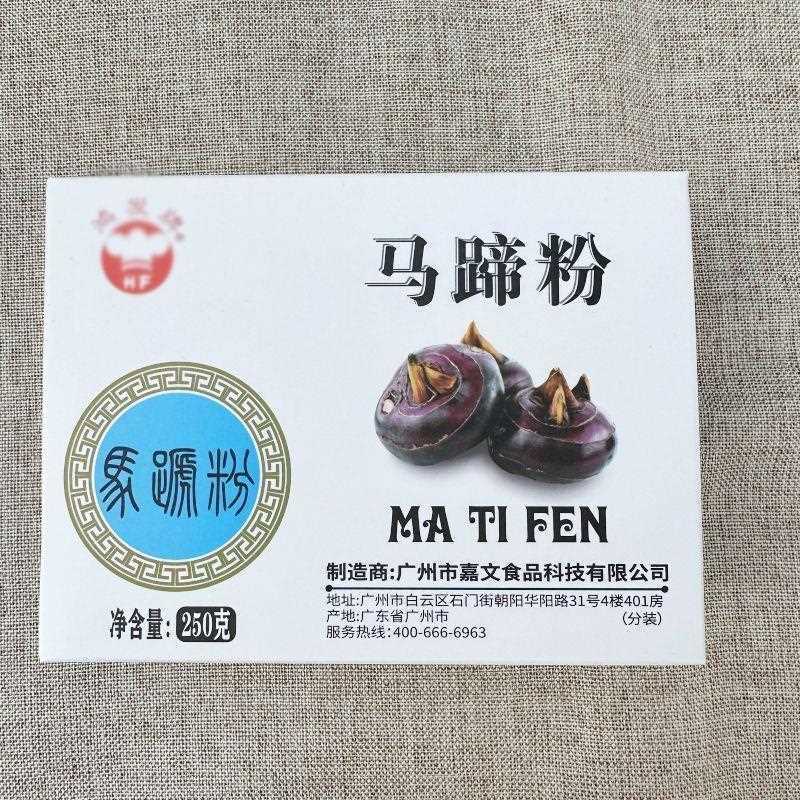 HF
马蹄粉
馬蹏粉
MA TI FEN
制造商:广州市嘉文食品科技有限公司
地址:广州市白云区石门街朝阳华阳路31号4楼401房
产地:广东省广州市
(分装)
服务热线:400-666-6963
净含量: 250克